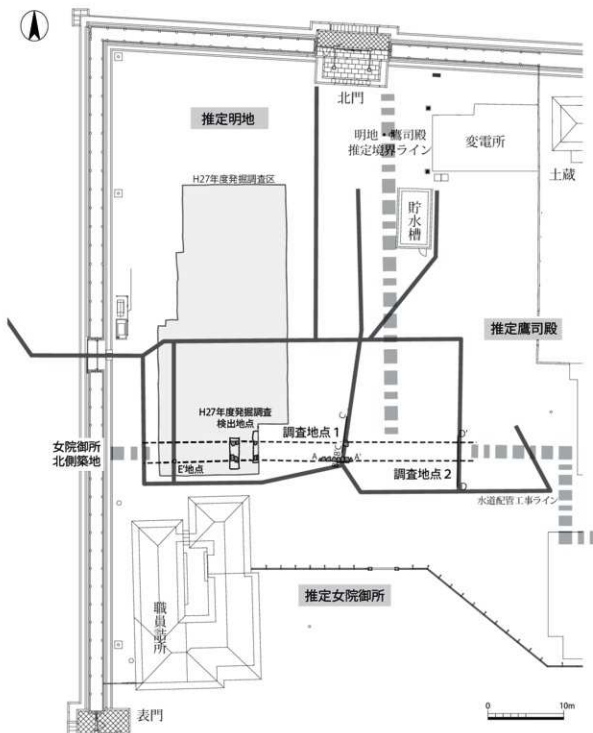 北門
推定明地
明地・鷹司殿
推定境界ライン
変電所
土蔵
H27年度発掘調査区
貯水槽
推定鷹司殿
H27年度発掘調査
検出地点
調査地点1
C'
D'
女院御所
北側築地
E'地点
A
A'
調査地点2
D
水道配管工事ライン
職員詰所
推定女院御所
表門
0
10m